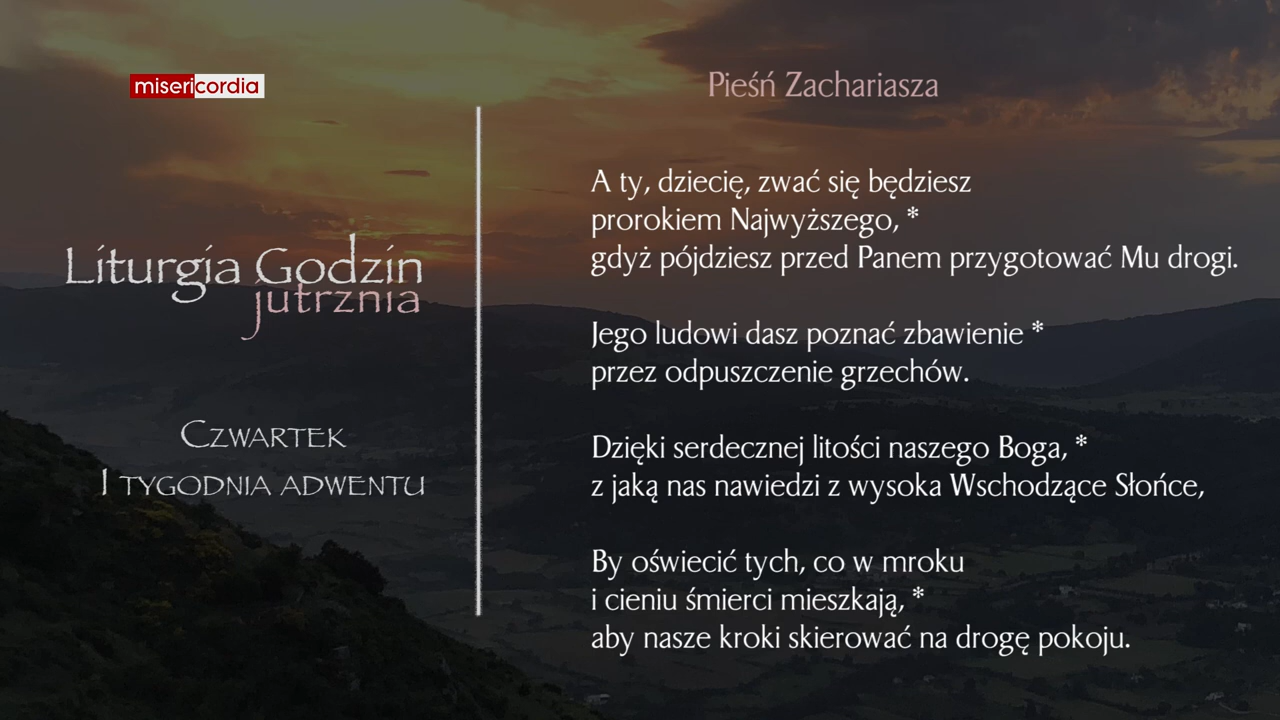 misericordia
Liturgia Godzin
jutrznia
Czwartek
I tygodnia adwentu
Pieśń Zachariasza
A ty, dziecię, zwać się będziesz
prorokiem Najwyższego, *
gdyż pójdziesz przed Panem przygotować Mu drogi.
Jego ludowi dasz poznać zbawienie *
przez odpuszczenie grzechów.
Dzięki serdecznej litości naszego Boga, *
z jaką nas nawiedzi z wysoka Wschodzące Słońce,
By oświecić tych, co w mroku
i cieniu śmierci mieszkają, *
aby nasze kroki skierować na drogę pokoju.